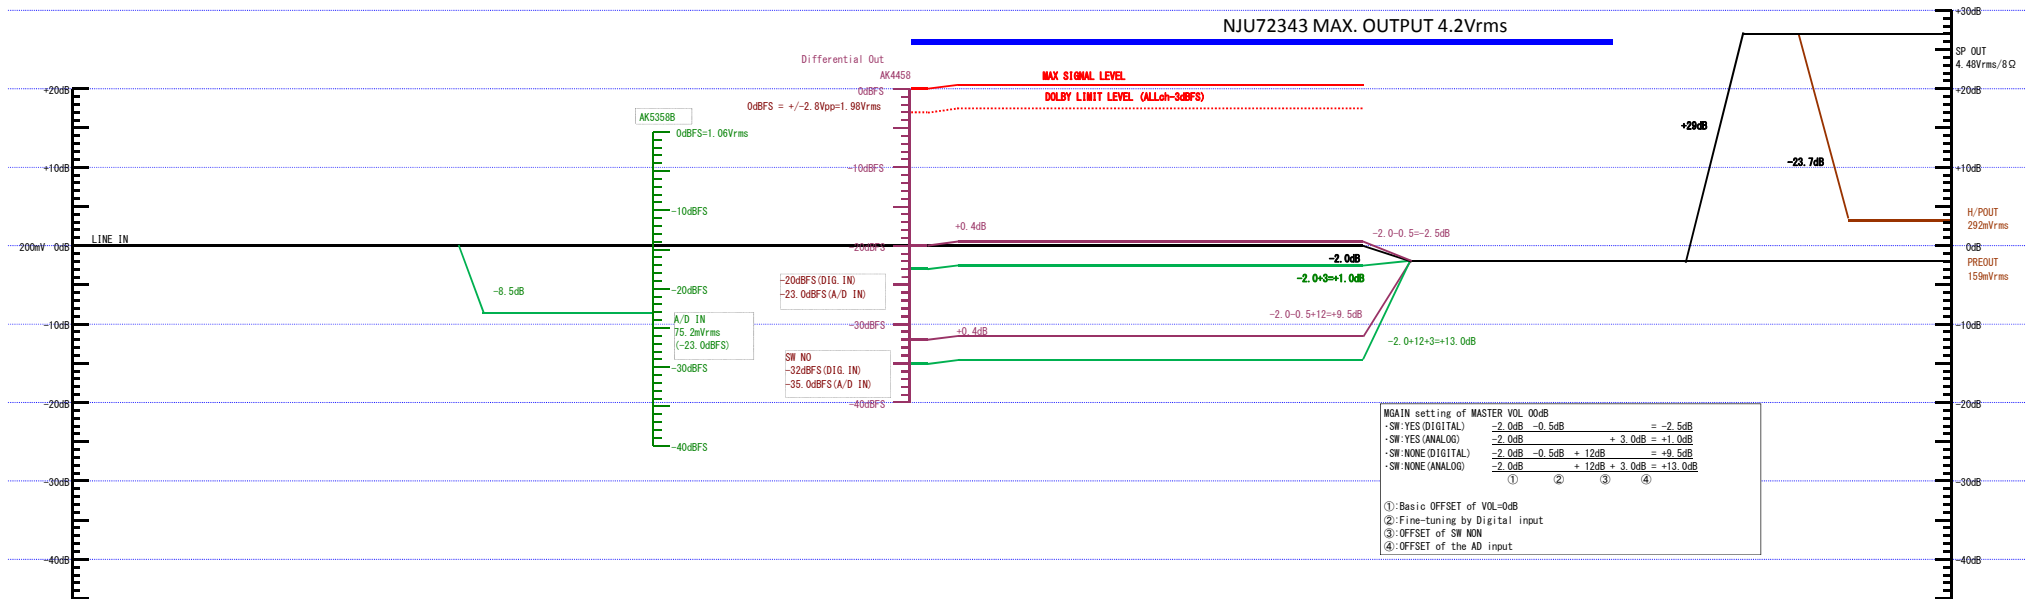 NJU72343 MAX. OUTPUT 4.2Vrms
+30dB
SP OUT
4.48Vrms/8Ω
Differential Out
AK4458
MAX SIGNAL LEVEL
+20dB
0dBFS
+20dB
DOLBY LIMIT LEVEL (ALLch-3dBFS)
0dBFS = +/-2.8Vpp=1.98Vrms
AK5358B
0dBFS=1.06Vrms
+29dB
-23.7dB
+10dB
-10dBFS
+10dB
-10dBFS
H/POUT
292mVrms
+0.4dB
-2.0-0.5=-2.5dB
LINE IN
200mV 0dB
-20dBFS
0dB
-2.0dB
PREOUT
159mVrms
-2.0+3=+1.0dB
-20dBFS(DIG.IN)
-23.0dBFS(A/D IN)
-8.5dB
-20dBFS
A/D IN
75.2mVrms
(-23.0dBFS)
-2.0-0.5+12=+9.5dB
-10dB
-30dBFS
+0.4dB
-10dB
-2.0+12+3=+13.0dB
SW NO
-32dBFS(DIG.IN)
-35.0dBFS(A/D IN)
-30dBFS
-20dB
-40dBFS
-20dB
-40dBFS
MGAIN setting of MASTER VOL 00dB
・SW:YES(DIGITAL) -2.0dB -0.5dB = -2.5dB
・SW:YES(ANALOG) -2.0dB + 3.0dB = +1.0dB
・SW:NONE(DIGITAL) -2.0dB -0.5dB + 12dB = +9.5dB
・SW:NONE(ANALOG) -2.0dB + 12dB + 3.0dB = +13.0dB
① ② ③ ④
①:Basic OFFSET of VOL=0dB
②:Fine-tuning by Digital input
③:OFFSET of SW NON
④:OFFSET of the AD input
-30dB
-30dB
-40dB
-40dB